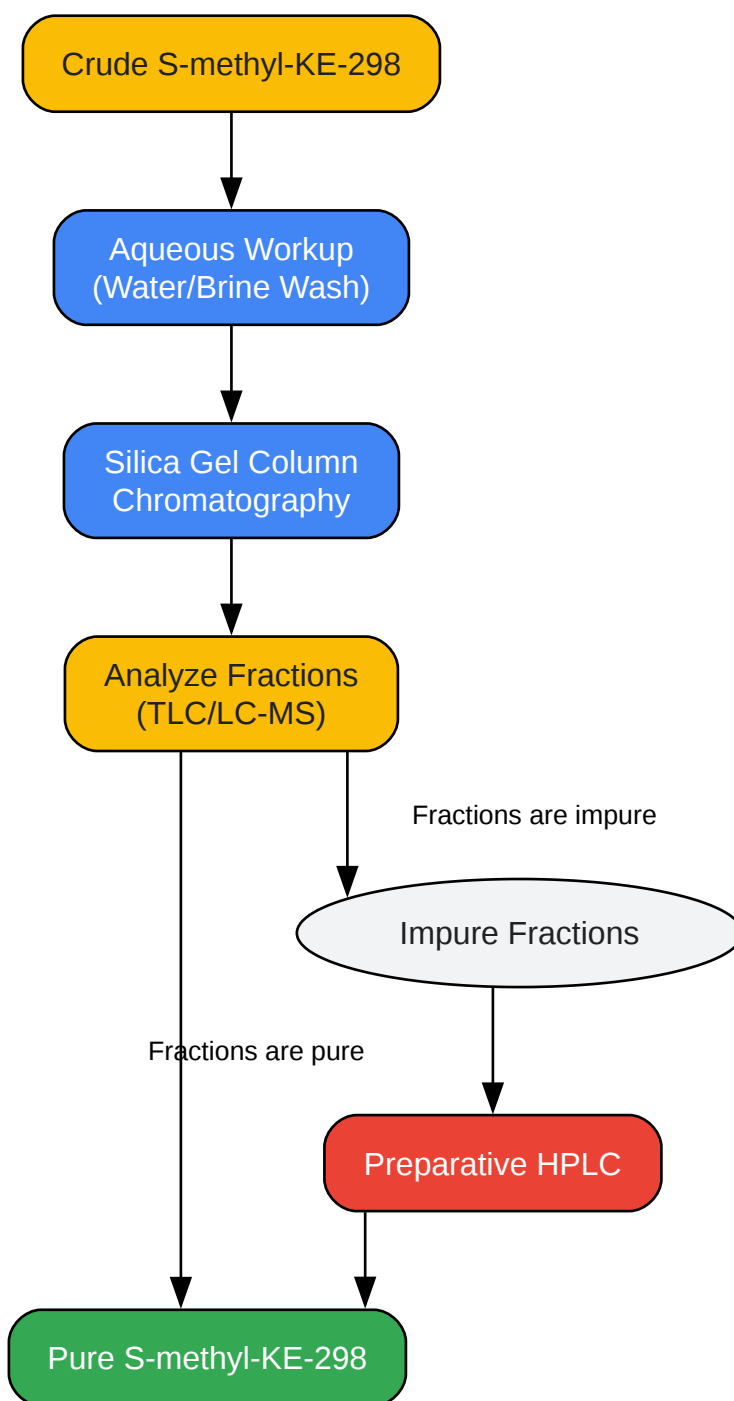 Crude S-methyl-KE-298
Aqueous Workup
(Water/Brine Wash)
Silica Gel Column
Chromatography
Analyze Fractions
(TLC/LC-MS)
Fractions are impure
Impure Fractions
Fractions are pure
Preparative HPLC
Pure S-methyl-KE-298